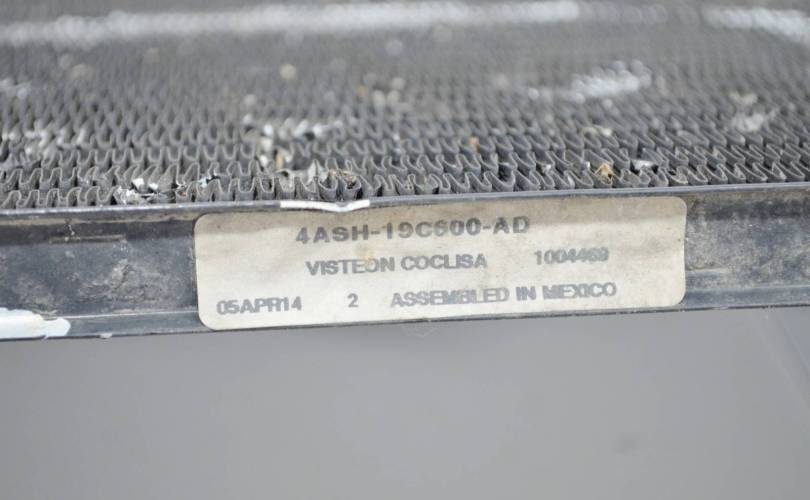 4ASH-19C600-AD
VISTEON COCLISA 1004469
05APR14 2 ASSEMBLED IN MEXICO